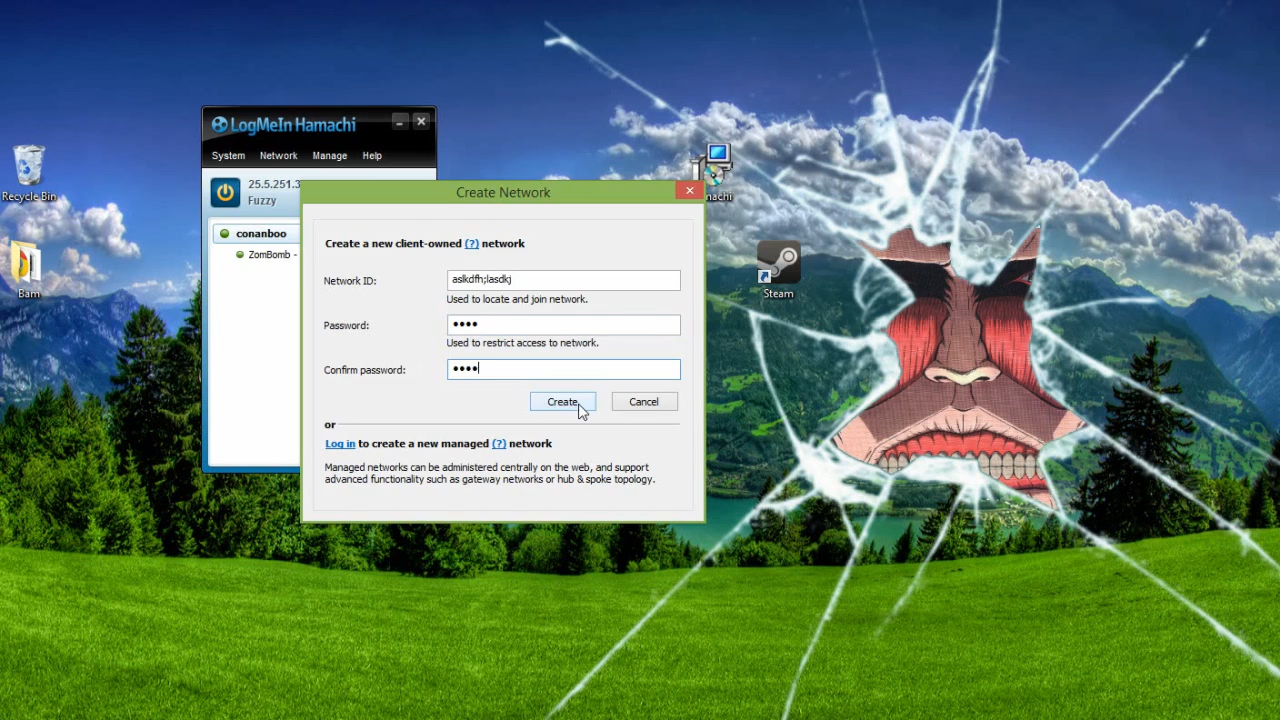 LogMeIn Hamachi
System Network Manage Help
25.5.251.3
Fuzzy
conanboo
ZomBomb -
Recycle Bin
Bam
Steam
Create Network
Create a new client-owned (?) network
Network ID: aslkdfh;lasdkj
Used to locate and join network.
Password: ••••
Used to restrict access to network.
Confirm password: ••••
Create Cancel
or
Log in to create a new managed (?) network
Managed networks can be administered centrally on the web, and support
advanced functionality such as gateway networks or hub & spoke topology.